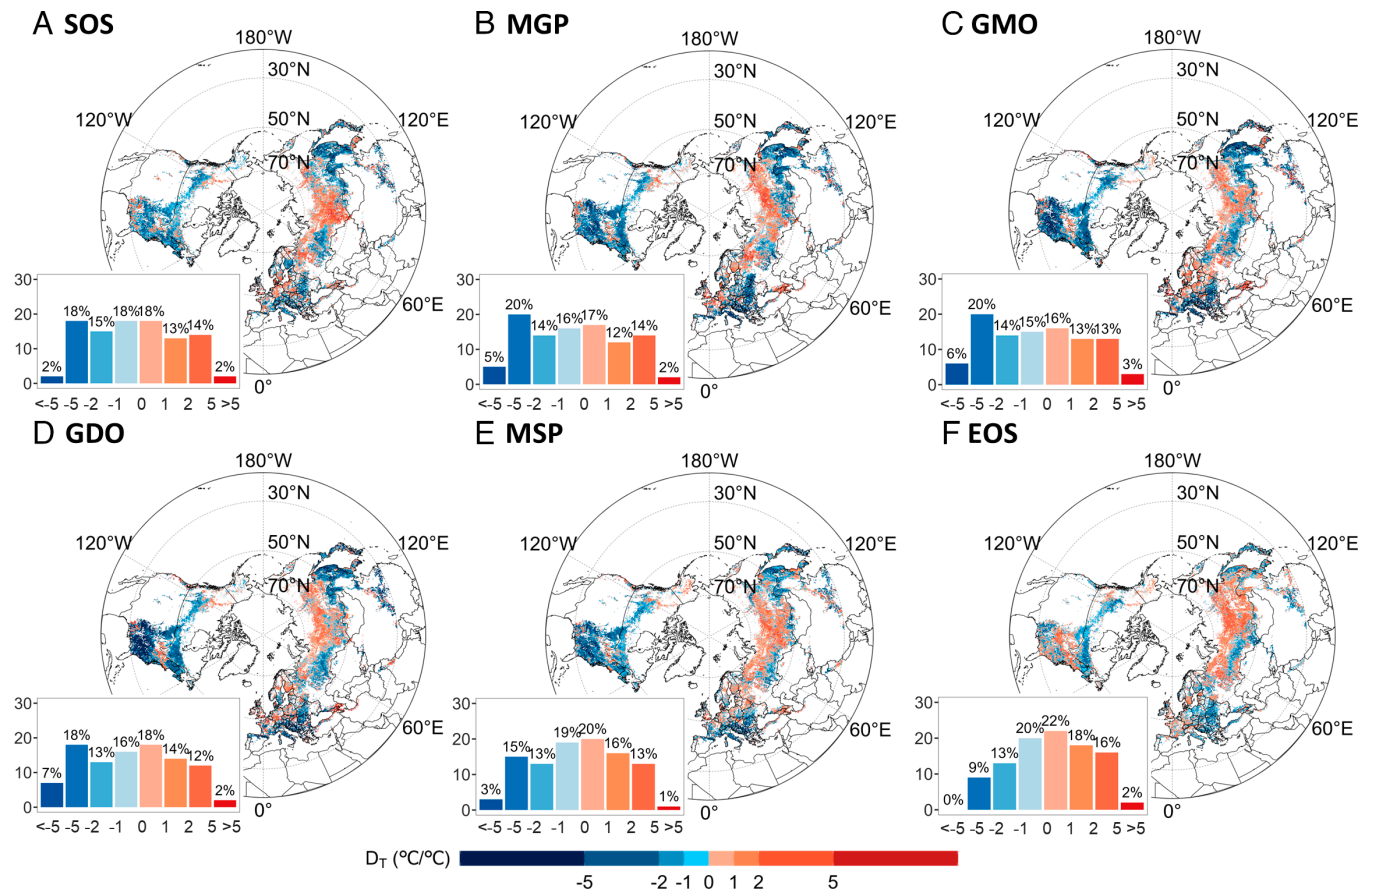 A SOS
180°W
30°N
50°N
70°N
120°W
120°E
60°E
0°
30
20
10
0
2%
18%
15%
18%
18%
13%
14%
2%
<-5 -5 -2 -1 0 1 2 5 >5
B MGP
180°W
30°N
50°N
70°N
120°W
120°E
60°E
0°
30
20
10
0
5%
20%
14%
16%
17%
12%
14%
2%
<-5 -5 -2 -1 0 1 2 5 >5
C GMO
180°W
30°N
50°N
70°N
120°W
120°E
60°E
0°
30
20
10
0
6%
20%
14%
15%
16%
13%
13%
3%
<-5 -5 -2 -1 0 1 2 5 >5
D GDO
180°W
30°N
50°N
70°N
120°W
120°E
60°E
0°
30
20
10
0
7%
18%
13%
16%
18%
14%
12%
2%
<-5 -5 -2 -1 0 1 2 5 >5
E MSP
180°W
30°N
50°N
70°N
120°W
120°E
60°E
0°
30
20
10
0
3%
15%
13%
19%
20%
16%
13%
1%
<-5 -5 -2 -1 0 1 2 5 >5
F EOS
180°W
30°N
50°N
70°N
120°W
120°E
60°E
0°
30
20
10
0
0%
9%
13%
20%
22%
18%
16%
2%
<-5 -5 -2 -1 0 1 2 5 >5
D_T (°C/°C)
-5 -2 -1 0 1 2 5